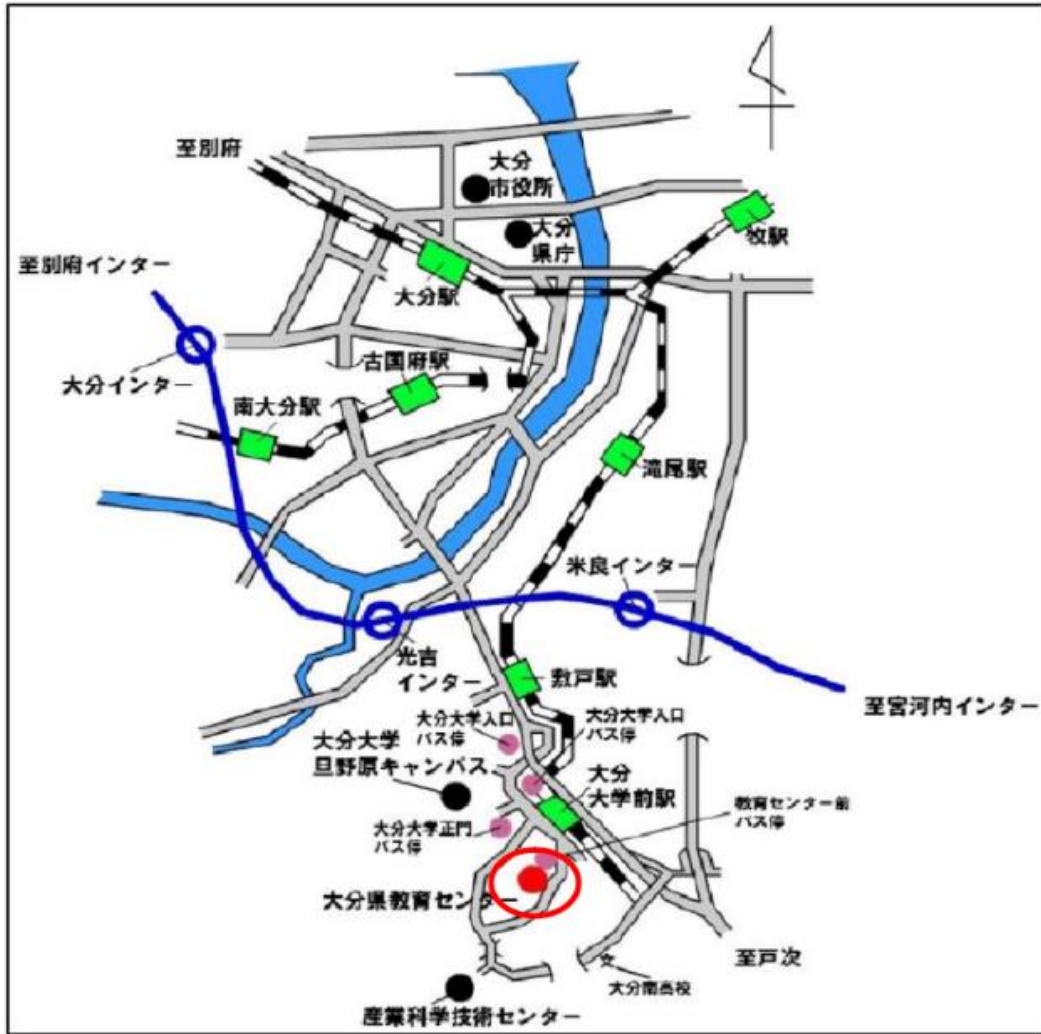 至別府
大分
市役所
大分
県庁
牧駅
至別府インター
大分駅
大分インター
古国府駅
南大分駅
滝尾駅
米良インター
光吉
インター
敷戸駅
至宮河内インター
大分大学入口
バス停
大分大学入口
バス停
大分大学
旦野原キャンパス
大分
大学前駅
教育センター前
バス停
大分大学正門
バス停
大分県教育センター
至戸次
大分南高校
産業科学技術センター